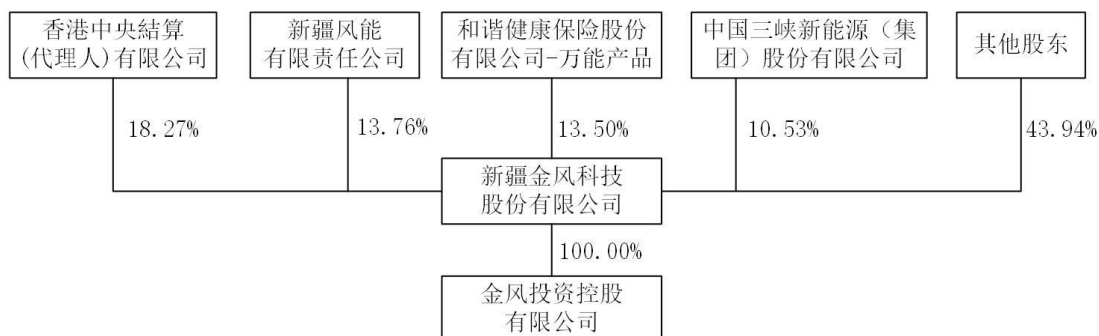 香港中央結算
(代理人)有限公司
新疆风能
有限责任公司
和谐健康保险股份
有限公司-万能产品
中国三峡新能源（集
团）股份有限公司
其他股东
18.27%
13.76%
13.50%
10.53%
43.94%
新疆金风科技
股份有限公司
100.00%
金风投资控股
有限公司